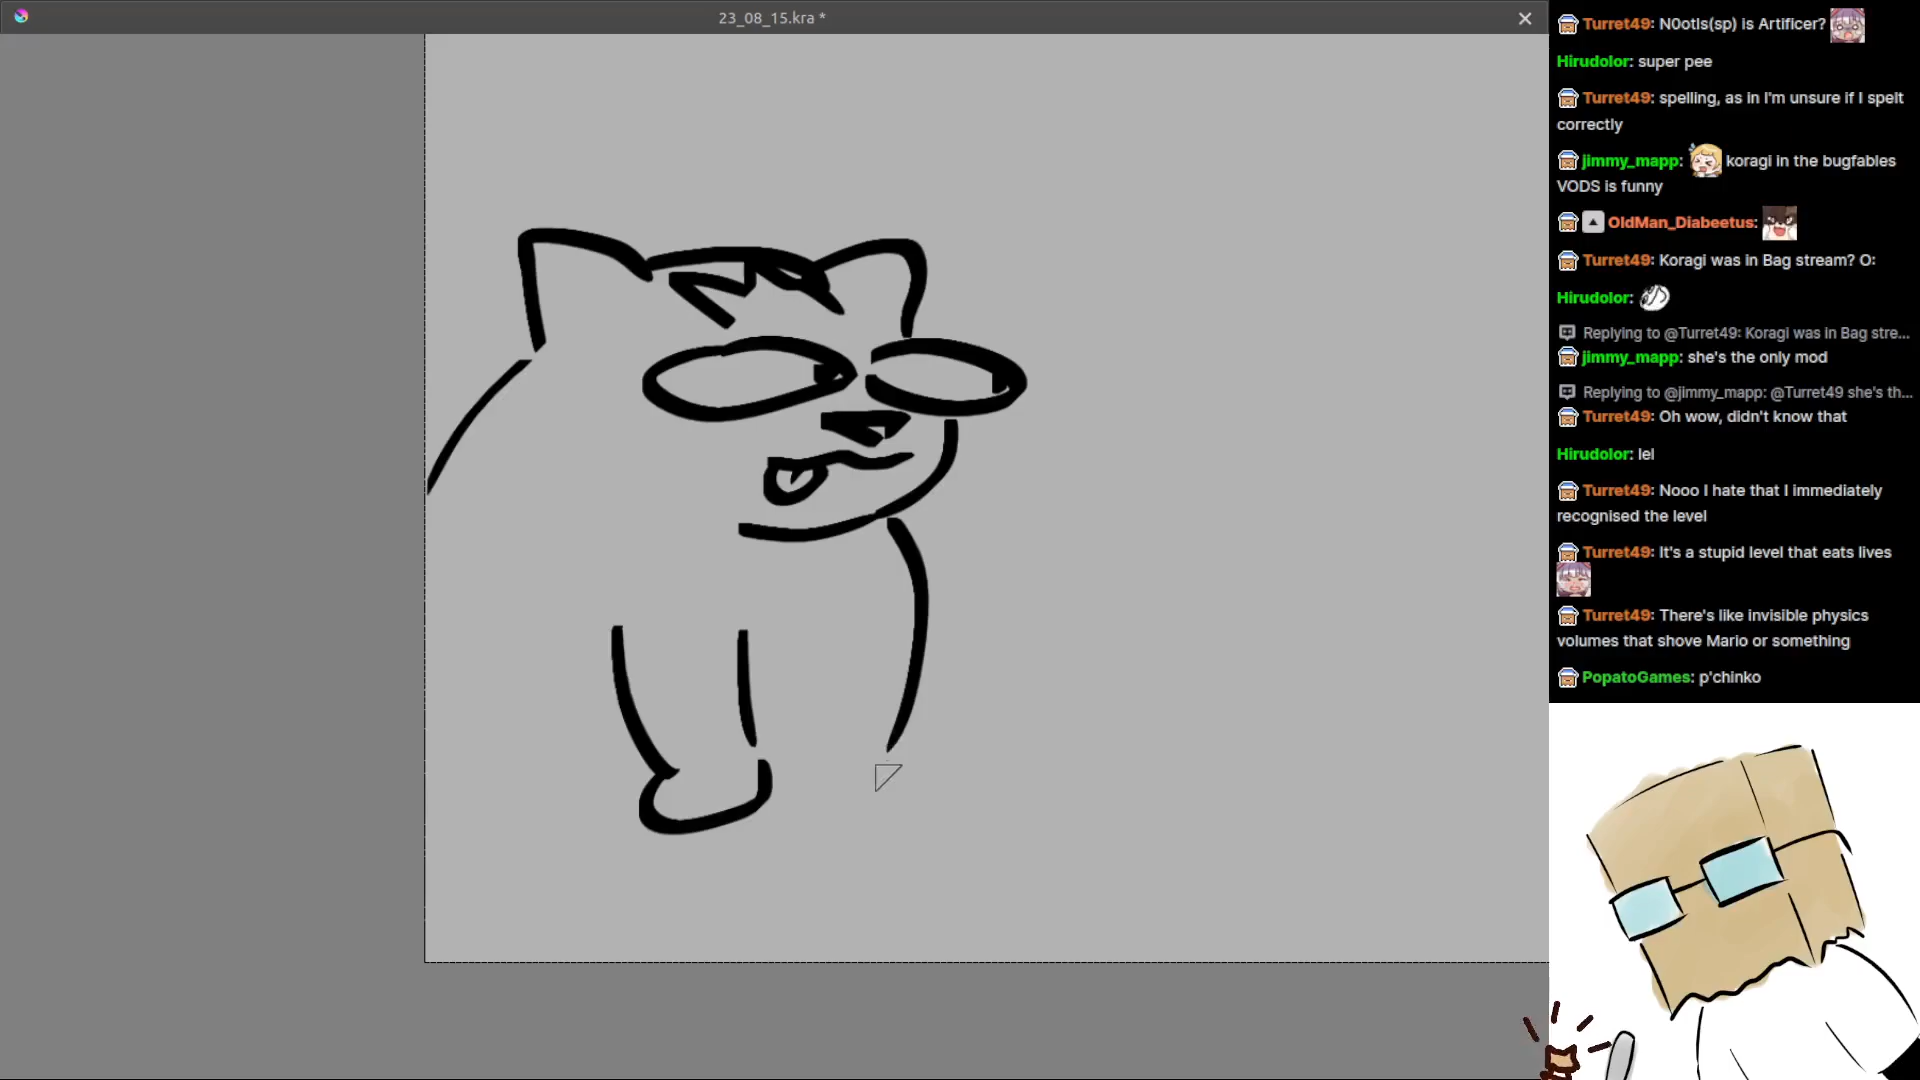 23_08_15.kra *
Turret49: N0otIs(sp) is Artificer?
Hirudolor: super pee
Turret49: spelling, as in I'm unsure if I spelt
correctly
jimmy_mapp: koragi in the bugfables
VODS is funny
OldMan_Diabeetus:
Turret49: Koragi was in Bag stream? O:
Hirudolor:
Replying to @Turret49: Koragi was in Bag stre...
jimmy_mapp: she's the only mod
Replying to @jimmy_mapp: @Turret49 she's th...
Turret49: Oh wow, didn't know that
Hirudolor: lel
Turret49: Nooo I hate that I immediately
recognised the level
Turret49: It's a stupid level that eats lives
Turret49: There's like invisible physics
volumes that shove Mario or something
PopatoGames: p'chinko